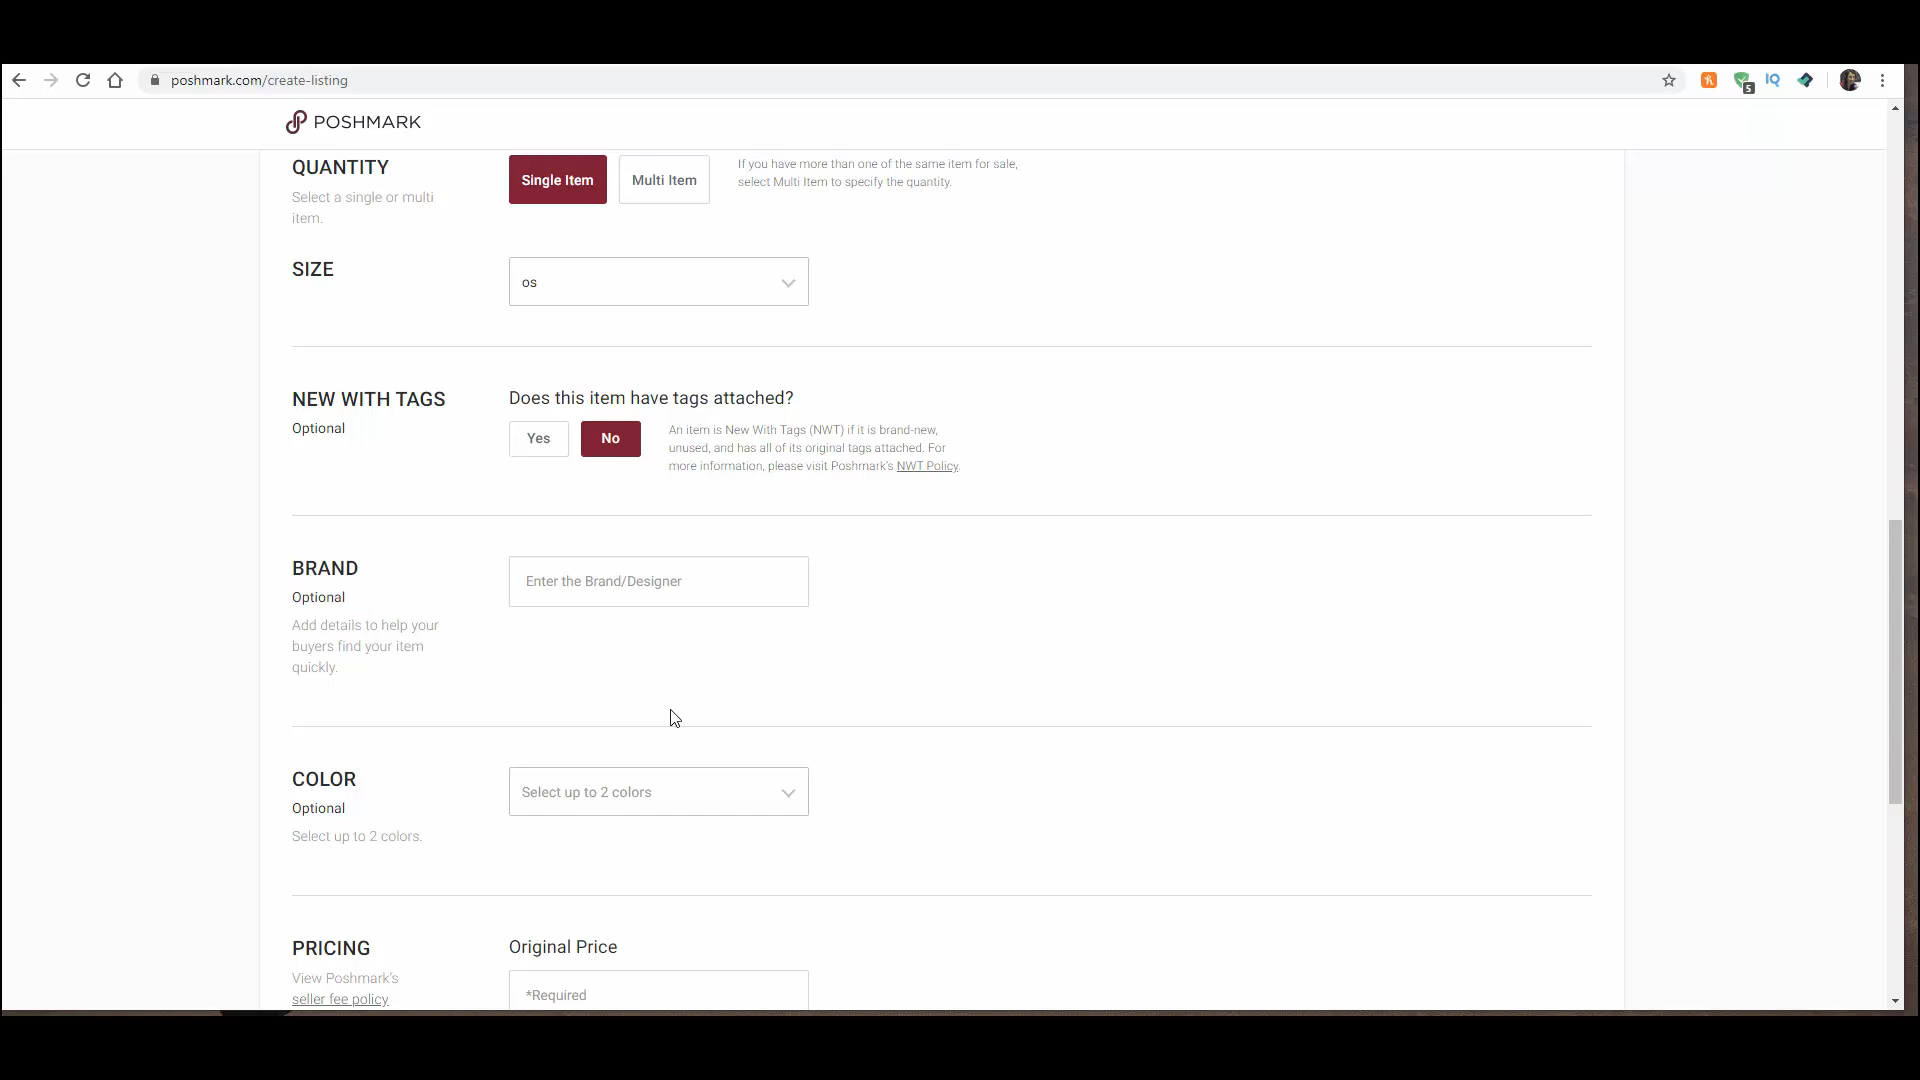 poshmark.com/create-listing
5
IQ
POSHMARK
QUANTITY
Select a single or multi
item.
Single Item
Multi Item
If you have more than one of the same item for sale,
select Multi Item to specify the quantity.
SIZE
os
NEW WITH TAGS
Optional
Does this item have tags attached?
Yes
No
An item is New With Tags (NWT) if it is brand-new,
unused, and has all of its original tags attached. For
more information, please visit Poshmark's NWT Policy.
BRAND
Optional
Add details to help your
buyers find your item
quickly.
Enter the Brand/Designer
COLOR
Optional
Select up to 2 colors.
Select up to 2 colors
PRICING
View Poshmark's
seller fee policy
Original Price
*Required